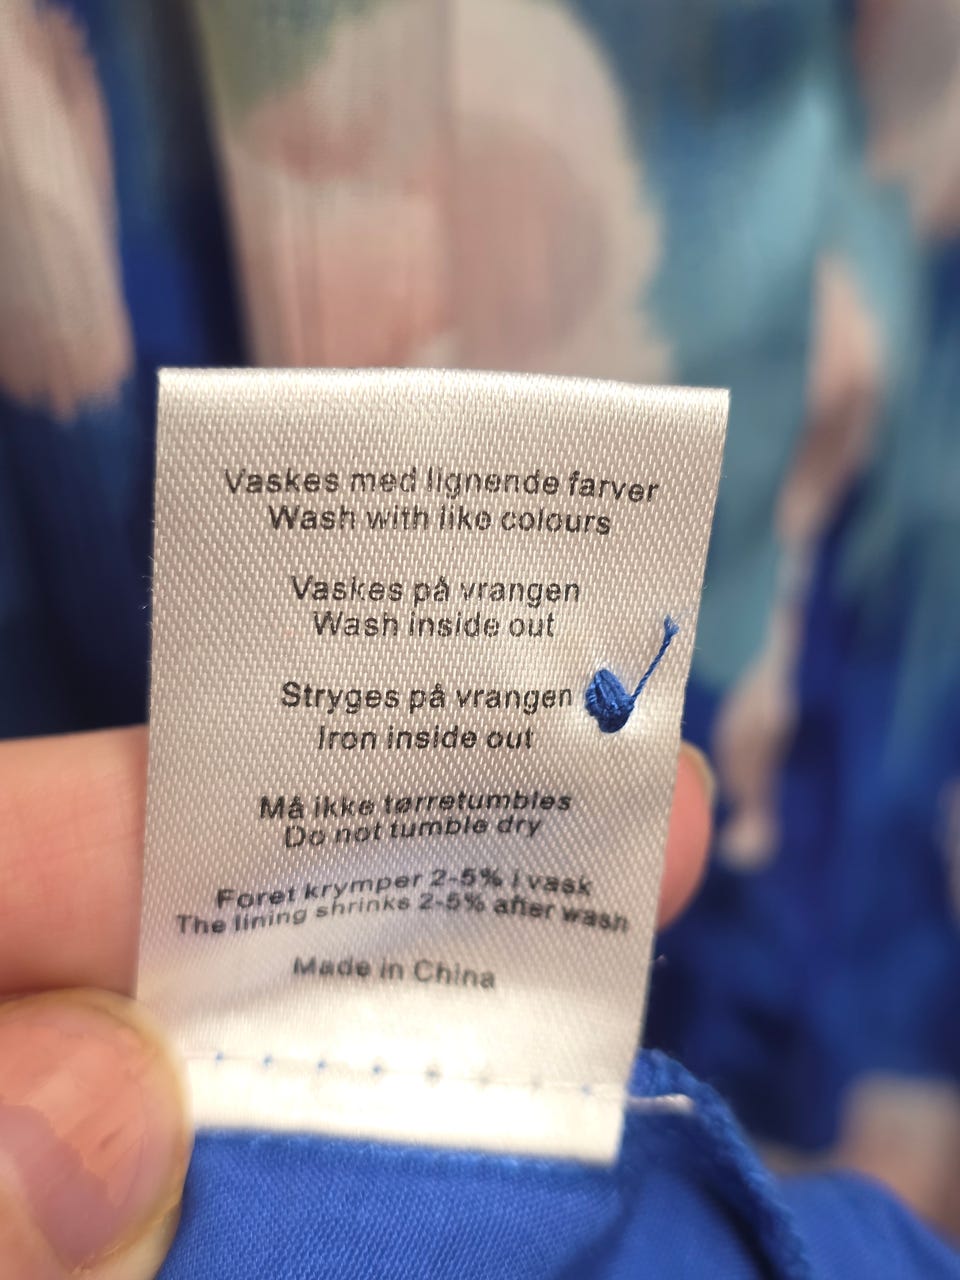 Vaskes med lignende farver
Wash with like colours
Vaskes på vrangen
Wash inside out
Stryges på vrangen
Iron inside out
Må ikke tørretumbles
Do not tumble dry
Foret krymper 2-5% i vask
The lining shrinks 2-5% after wash
Made in China